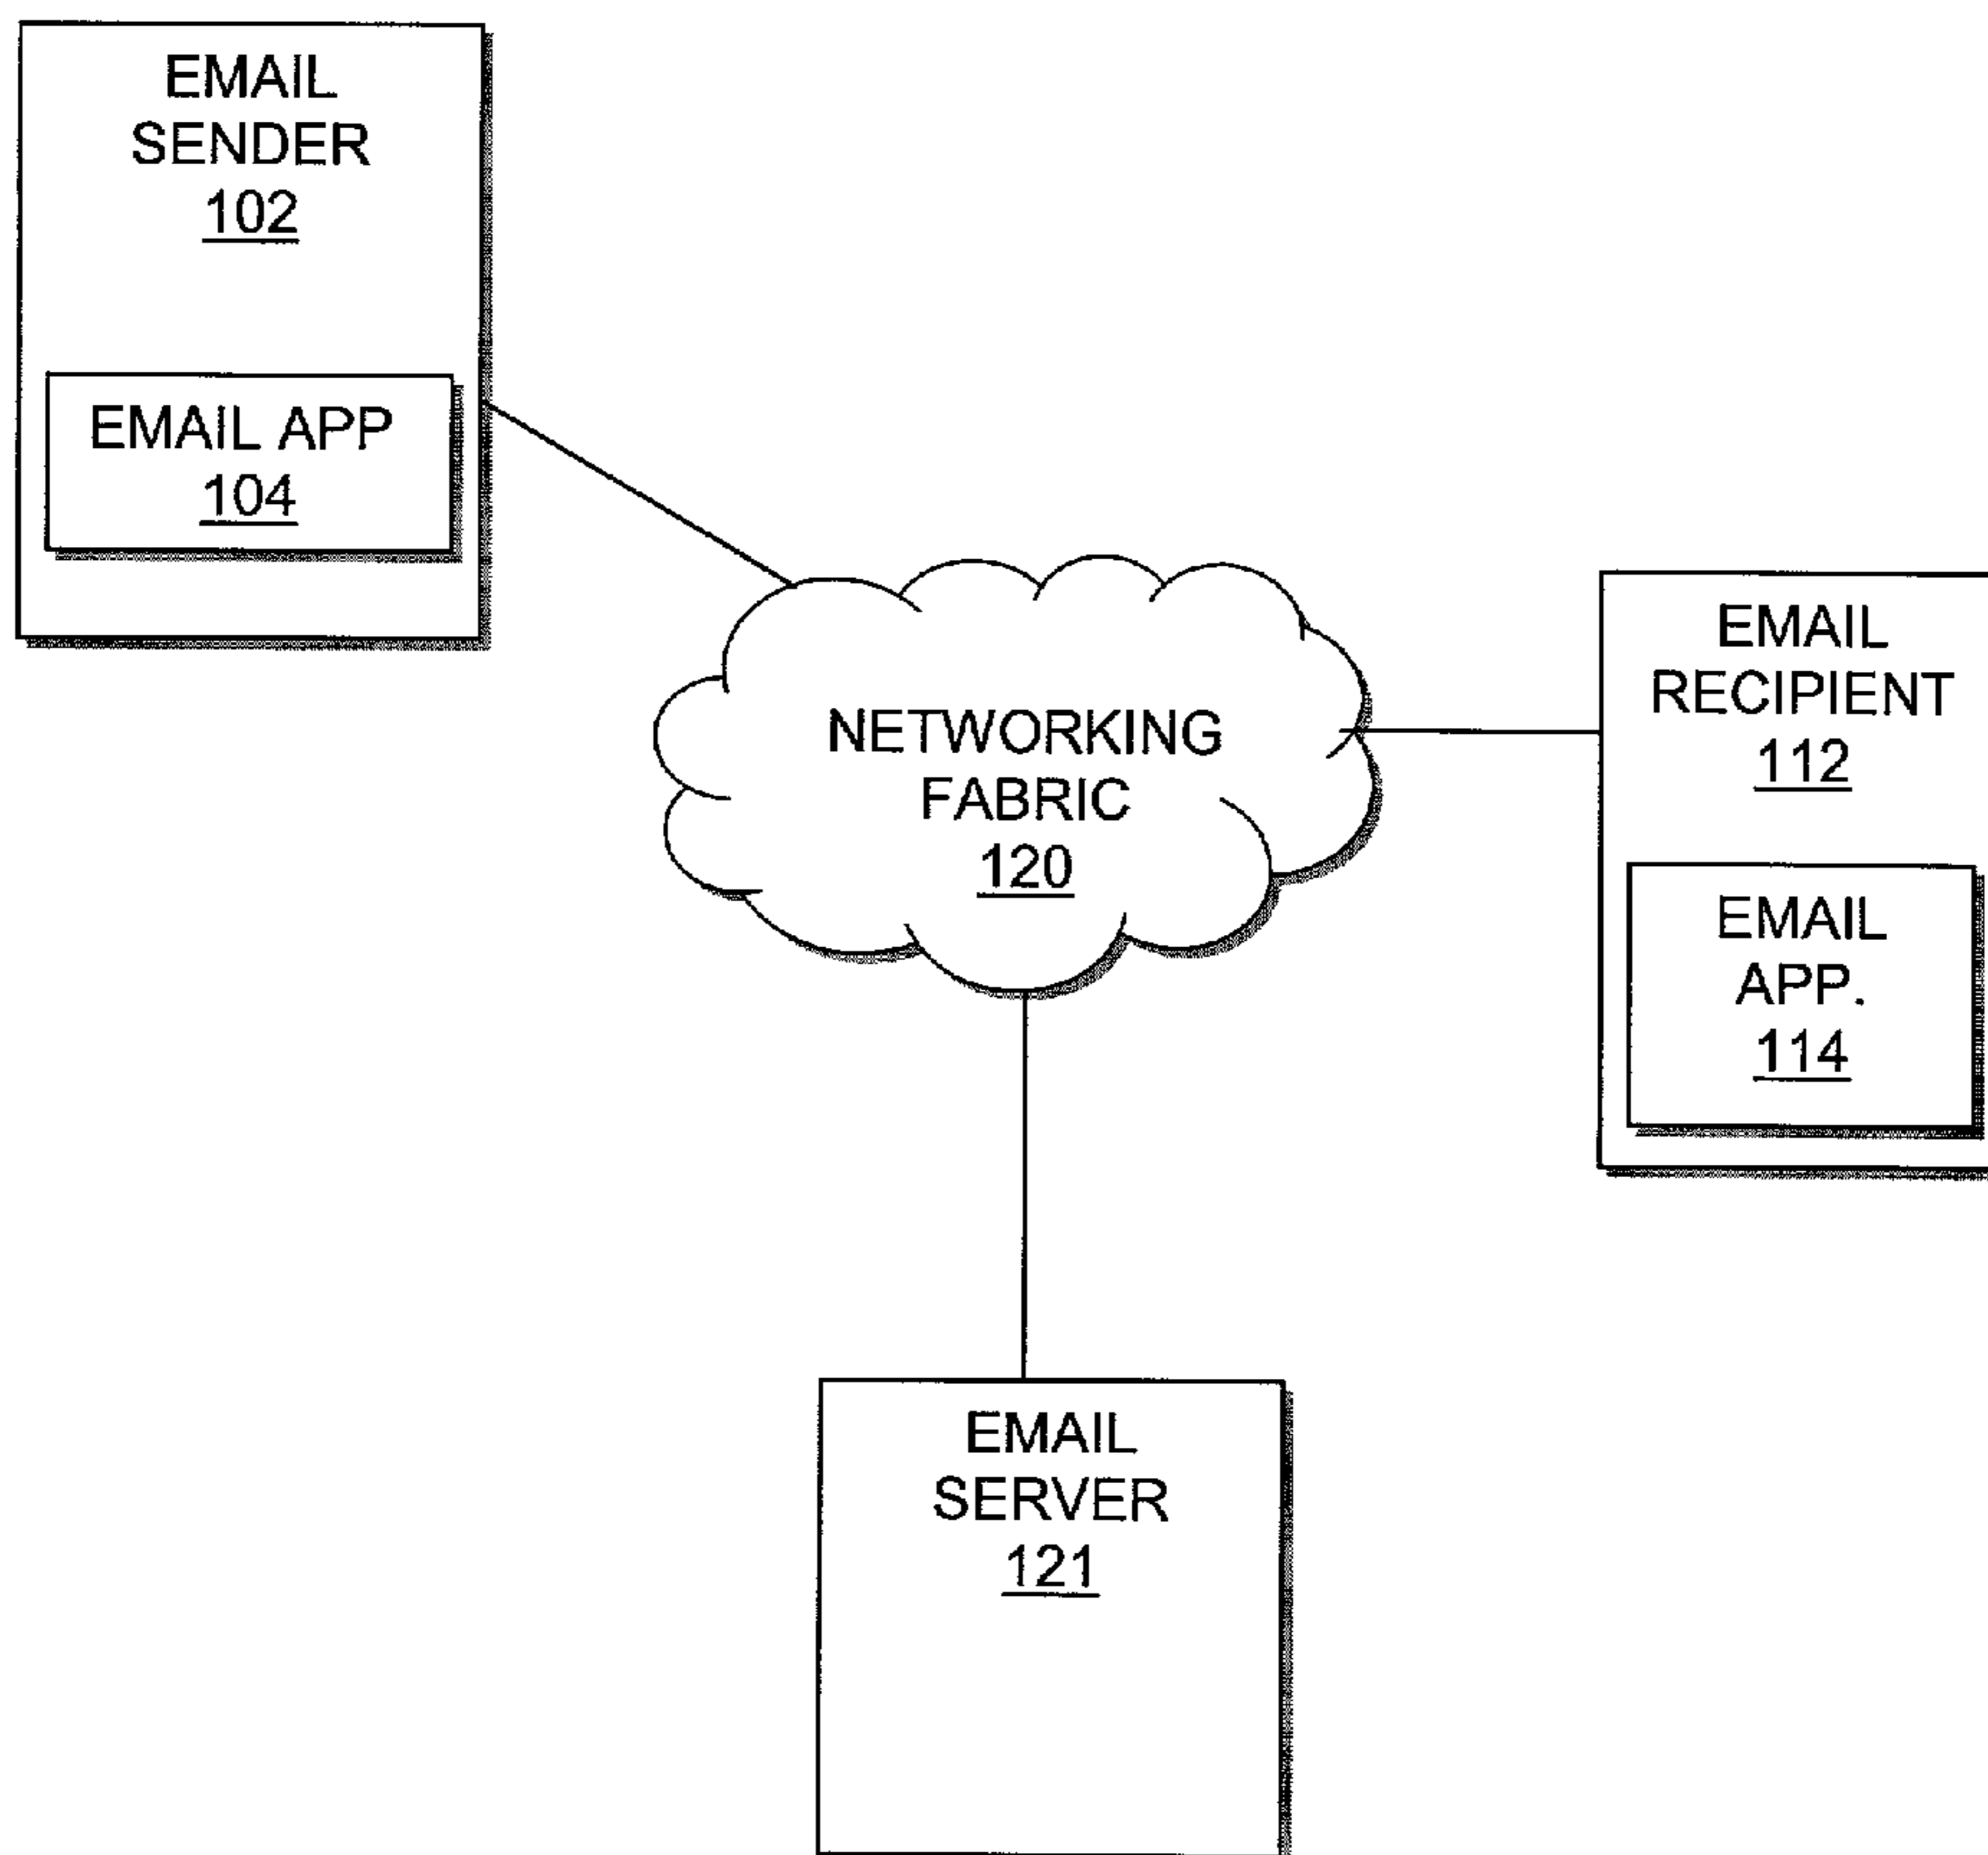 EMAIL
SENDER
102
EMAIL APP
104
NETWORKING
FABRIC
120
EMAIL
RECIPIENT
112
EMAIL
APP.
114
EMAIL
SERVER
121